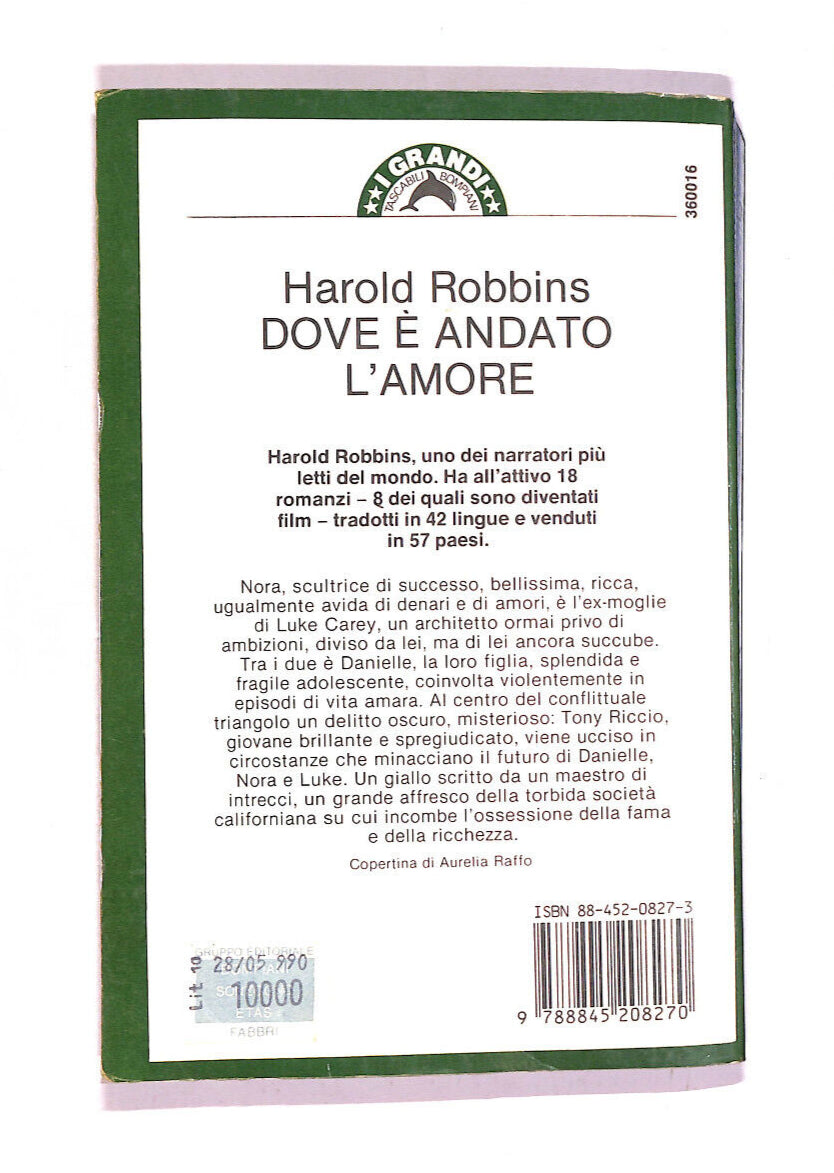 I GRANDI
TASCABILI BOMPIANI
360016
Harold Robbins
DOVE È ANDATO
L'AMORE
Harold Robbins, uno dei narratori più
letti del mondo. Ha all'attivo 18
romanzi – 8 dei quali sono diventati
film – tradotti in 42 lingue e venduti
in 57 paesi.
Nora, scultrice di successo, bellissima, ricca,
ugualmente avida di denari e di amori, è l'ex-moglie
di Luke Carey, un architetto ormai privo di
ambizioni, diviso da lei, ma di lei ancora succube.
Tra i due è Danielle, la loro figlia, splendida e
fragile adolescente, coinvolta violentemente in
episodi di vita amara. Al centro del conflittuale
triangolo un delitto oscuro, misterioso: Tony Riccio,
giovane brillante e spregiudicato, viene ucciso in
circostanze che minacciano il futuro di Danielle,
Nora e Luke. Un giallo scritto da un maestro di
intrecci, un grande affresco della torbida società
californiana su cui incombe l'ossessione della fama
e della ricchezza.
Copertina di Aurelia Raffo
ISBN 88-452-0827-3
9 788845 208270
GRUPPO EDITORIALE
28/05 990
Lit 10
10000
ETAS
FABBRI